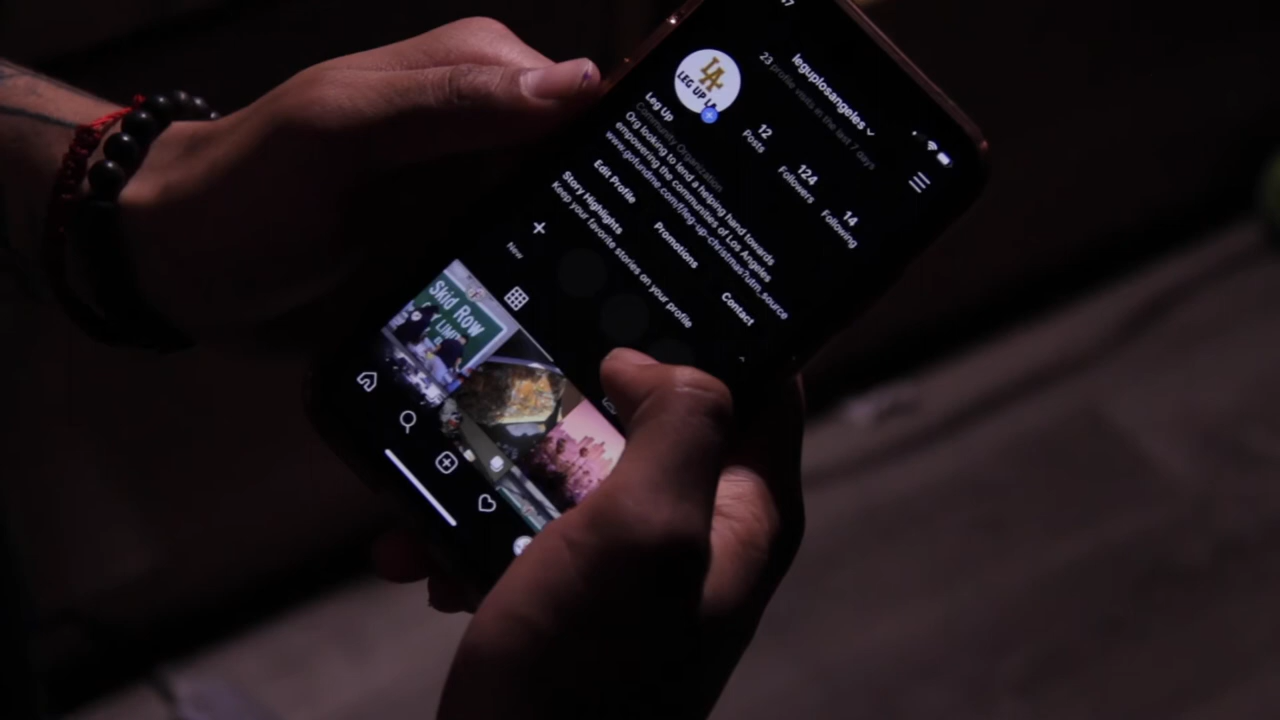 leguplosangeles
23 profile visits in the last 7 days
LA
LEG UP LA
12
Posts
124
Followers
14
Following
Leg Up
Community Organization
Org looking to lend a helping hand towards
empowering the communities of Los Angeles
www.gofundme.com/f/leg-up-christmas?utm_source
Edit Profile
Promotions
Contact
Story Highlights
Keep your favorite stories on your profile
New
Skid Row
LIMIT